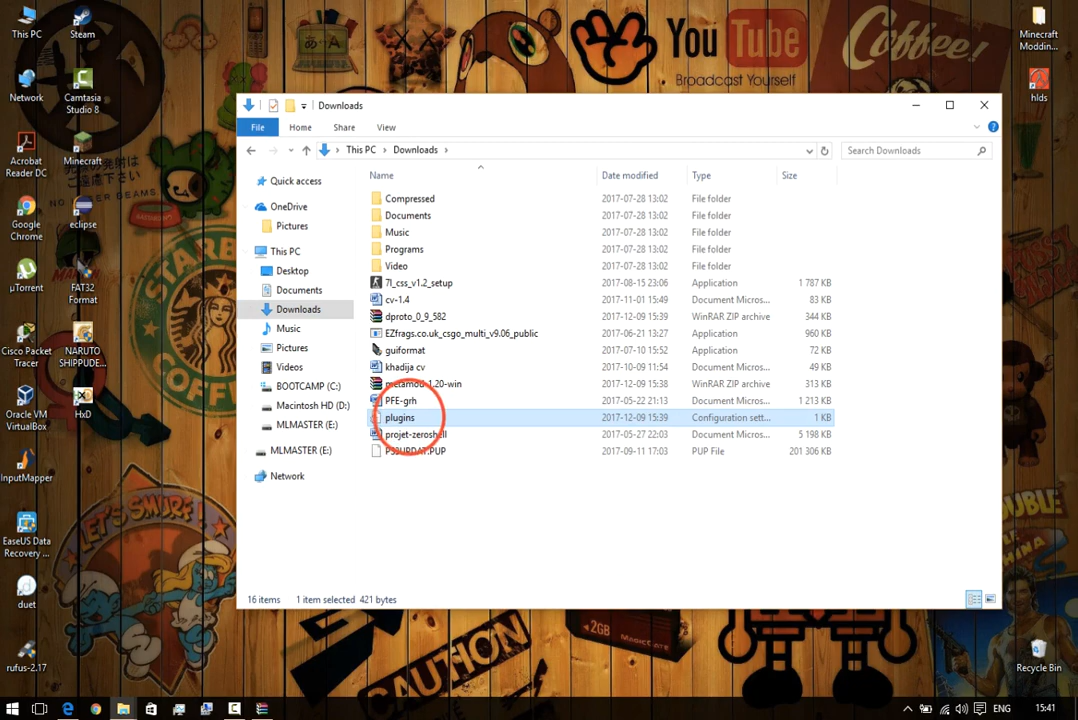 This PC
Steam
Network
Camtasia
Studio 8
Acrobat
Reader DC
Minecraft
Google
Chrome
eclipse
µTorrent
FAT32
Format
Cisco Packet
Tracer
NARUTO
SHIPPUDE...
Oracle VM
VirtualBox
HxD
InputMapper
EaseUS Data
Recovery ...
duet
rufus-2.17
Minecraft
Modding...
hlds
Recycle Bin
You Tube
Broadcast Yourself
Coffee!
STARBU
COFFE
LET'S SMURF!
CAUTION
2GB
Downloads
File Home Share View
This PC > Downloads >
Search Downloads
Quick access
OneDrive
Pictures
This PC
Desktop
Documents
Downloads
Music
Pictures
Videos
BOOTCAMP (C:)
Macintosh HD (D:)
MLMASTER (E:)
MLMASTER (E:)
Network
Name Date modified Type Size
Compressed 2017-07-28 13:02 File folder
Documents 2017-07-28 13:02 File folder
Music 2017-07-28 13:02 File folder
Programs 2017-07-28 13:02 File folder
Video 2017-07-28 13:02 File folder
7l_css_v1.2_setup 2017-08-15 23:06 Application 1 787 KB
cv-1.4 2017-11-01 15:49 Document Micros... 83 KB
dproto_0_9_582 2017-12-09 15:39 WinRAR ZIP archive 344 KB
EZfrags.co.uk_csgo_multi_v9.06_public 2017-06-21 13:27 Application 960 KB
guiformat 2017-07-10 15:52 Application 72 KB
khadija cv 2017-10-09 11:54 Document Micros... 49 KB
metamod-1.20-win 2017-12-09 15:38 WinRAR ZIP archive 313 KB
PFE-grh 2017-05-22 21:13 Document Micros... 1 213 KB
plugins 2017-12-09 15:39 Configuration sett... 1 KB
projet-zeroshell 2017-05-27 22:03 Document Micros... 5 198 KB
PS3UPDAT.PUP 2017-09-11 17:03 PUP File 201 306 KB
16 items 1 item selected 421 bytes
ENG
15:41